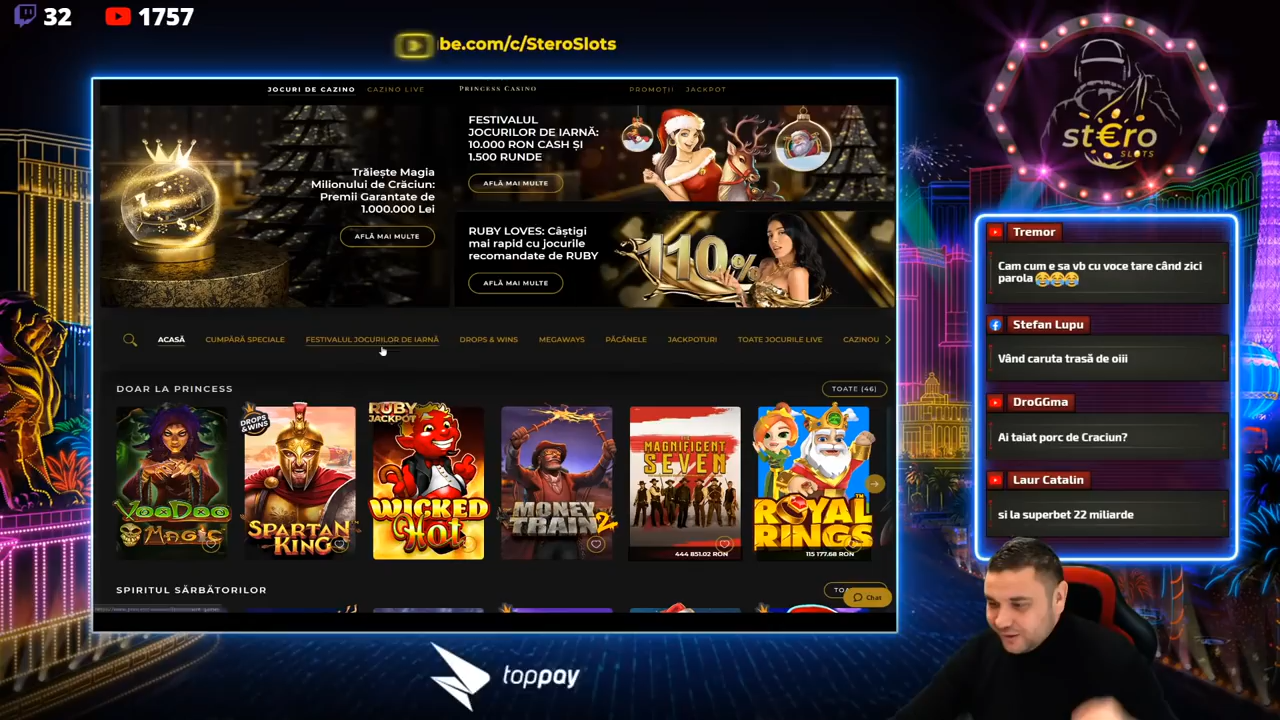 32
1757
be.com/c/SteroSlots
st€ro
SLOTS
JOCURI DE CAZINO
CAZINO LIVE
PRINCESS CASINO
PROMOȚII
JACKPOT
Trăiește Magia
Milionului de Crăciun:
Premii Garantate de
1.000.000 Lei
AFLĂ MAI MULTE
FESTIVALUL
JOCURILOR DE IARNĂ:
10.000 RON CASH ȘI
1.500 RUNDE
AFLĂ MAI MULTE
RUBY LOVES: Câștigi
mai rapid cu jocurile
recomandate de RUBY
AFLĂ MAI MULTE
110%
ACASĂ
CUMPĂRĂ SPECIALE
FESTIVALUL JOCURILOR DE IARNĂ
DROPS & WINS
MEGAWAYS
PĂCĂNELE
JACKPOTURI
TOATE JOCURILE LIVE
CAZINOU
DOAR LA PRINCESS
TOATE (46)
VOODOO
MAGIC
DROPS
&WINS
SPARTAN
KING
RUBY
JACKPOT
WICKED
HOT
MONEY
TRAIN 2
MAGNIFICENT
SEVEN
444 851.02 RON
ROYAL
RINGS
115 177.68 RON
SPIRITUL SĂRBĂTORILOR
Chat
Tremor
Cam cum e sa vb cu voce tare când zici
parola 😂😂😂
Stefan Lupu
Vând caruta trasă de oiii
DroGGma
Ai taiat porc de Craciun?
Laur Catalin
si la superbet 22 miliarde
toppay